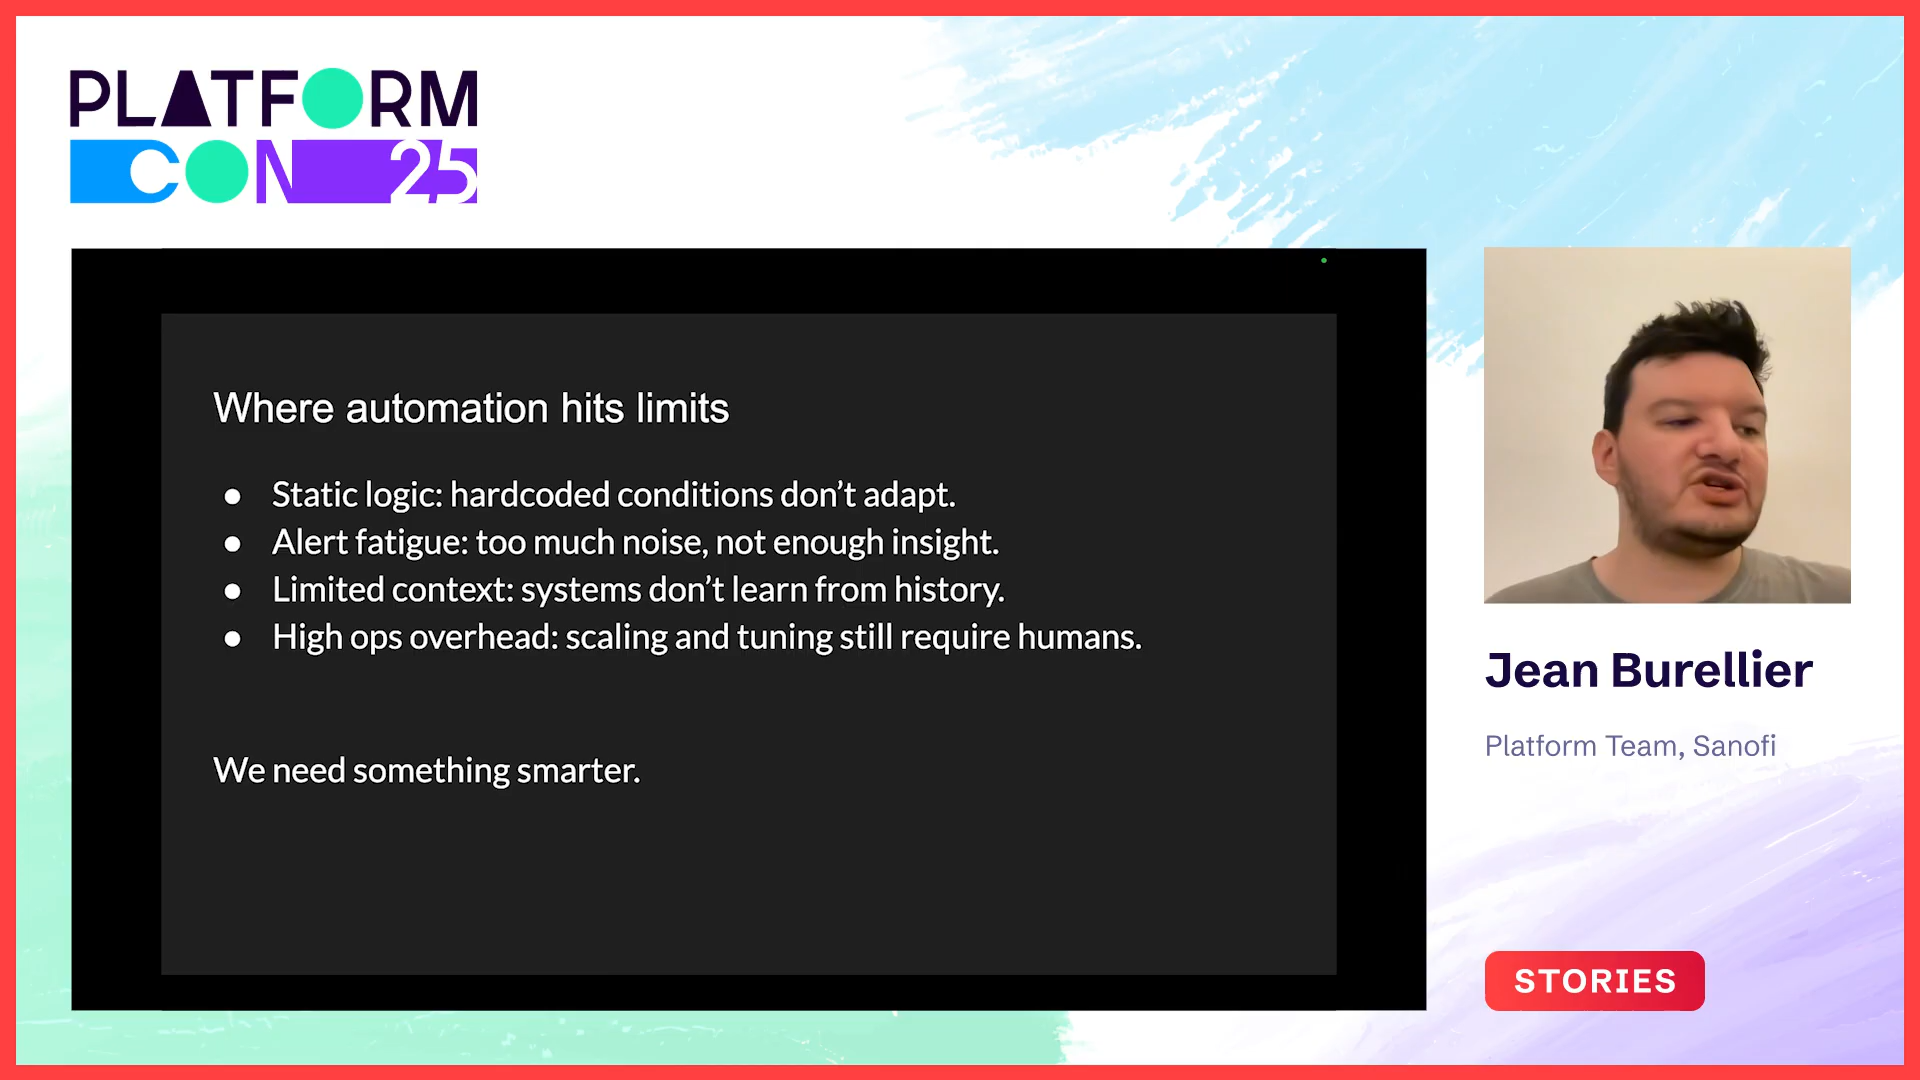 PLATFORM
CON 25
Where automation hits limits
● Static logic: hardcoded conditions don’t adapt.
● Alert fatigue: too much noise, not enough insight.
● Limited context: systems don’t learn from history.
● High ops overhead: scaling and tuning still require humans.
We need something smarter.
Jean Burellier
Platform Team, Sanofi
STORIES